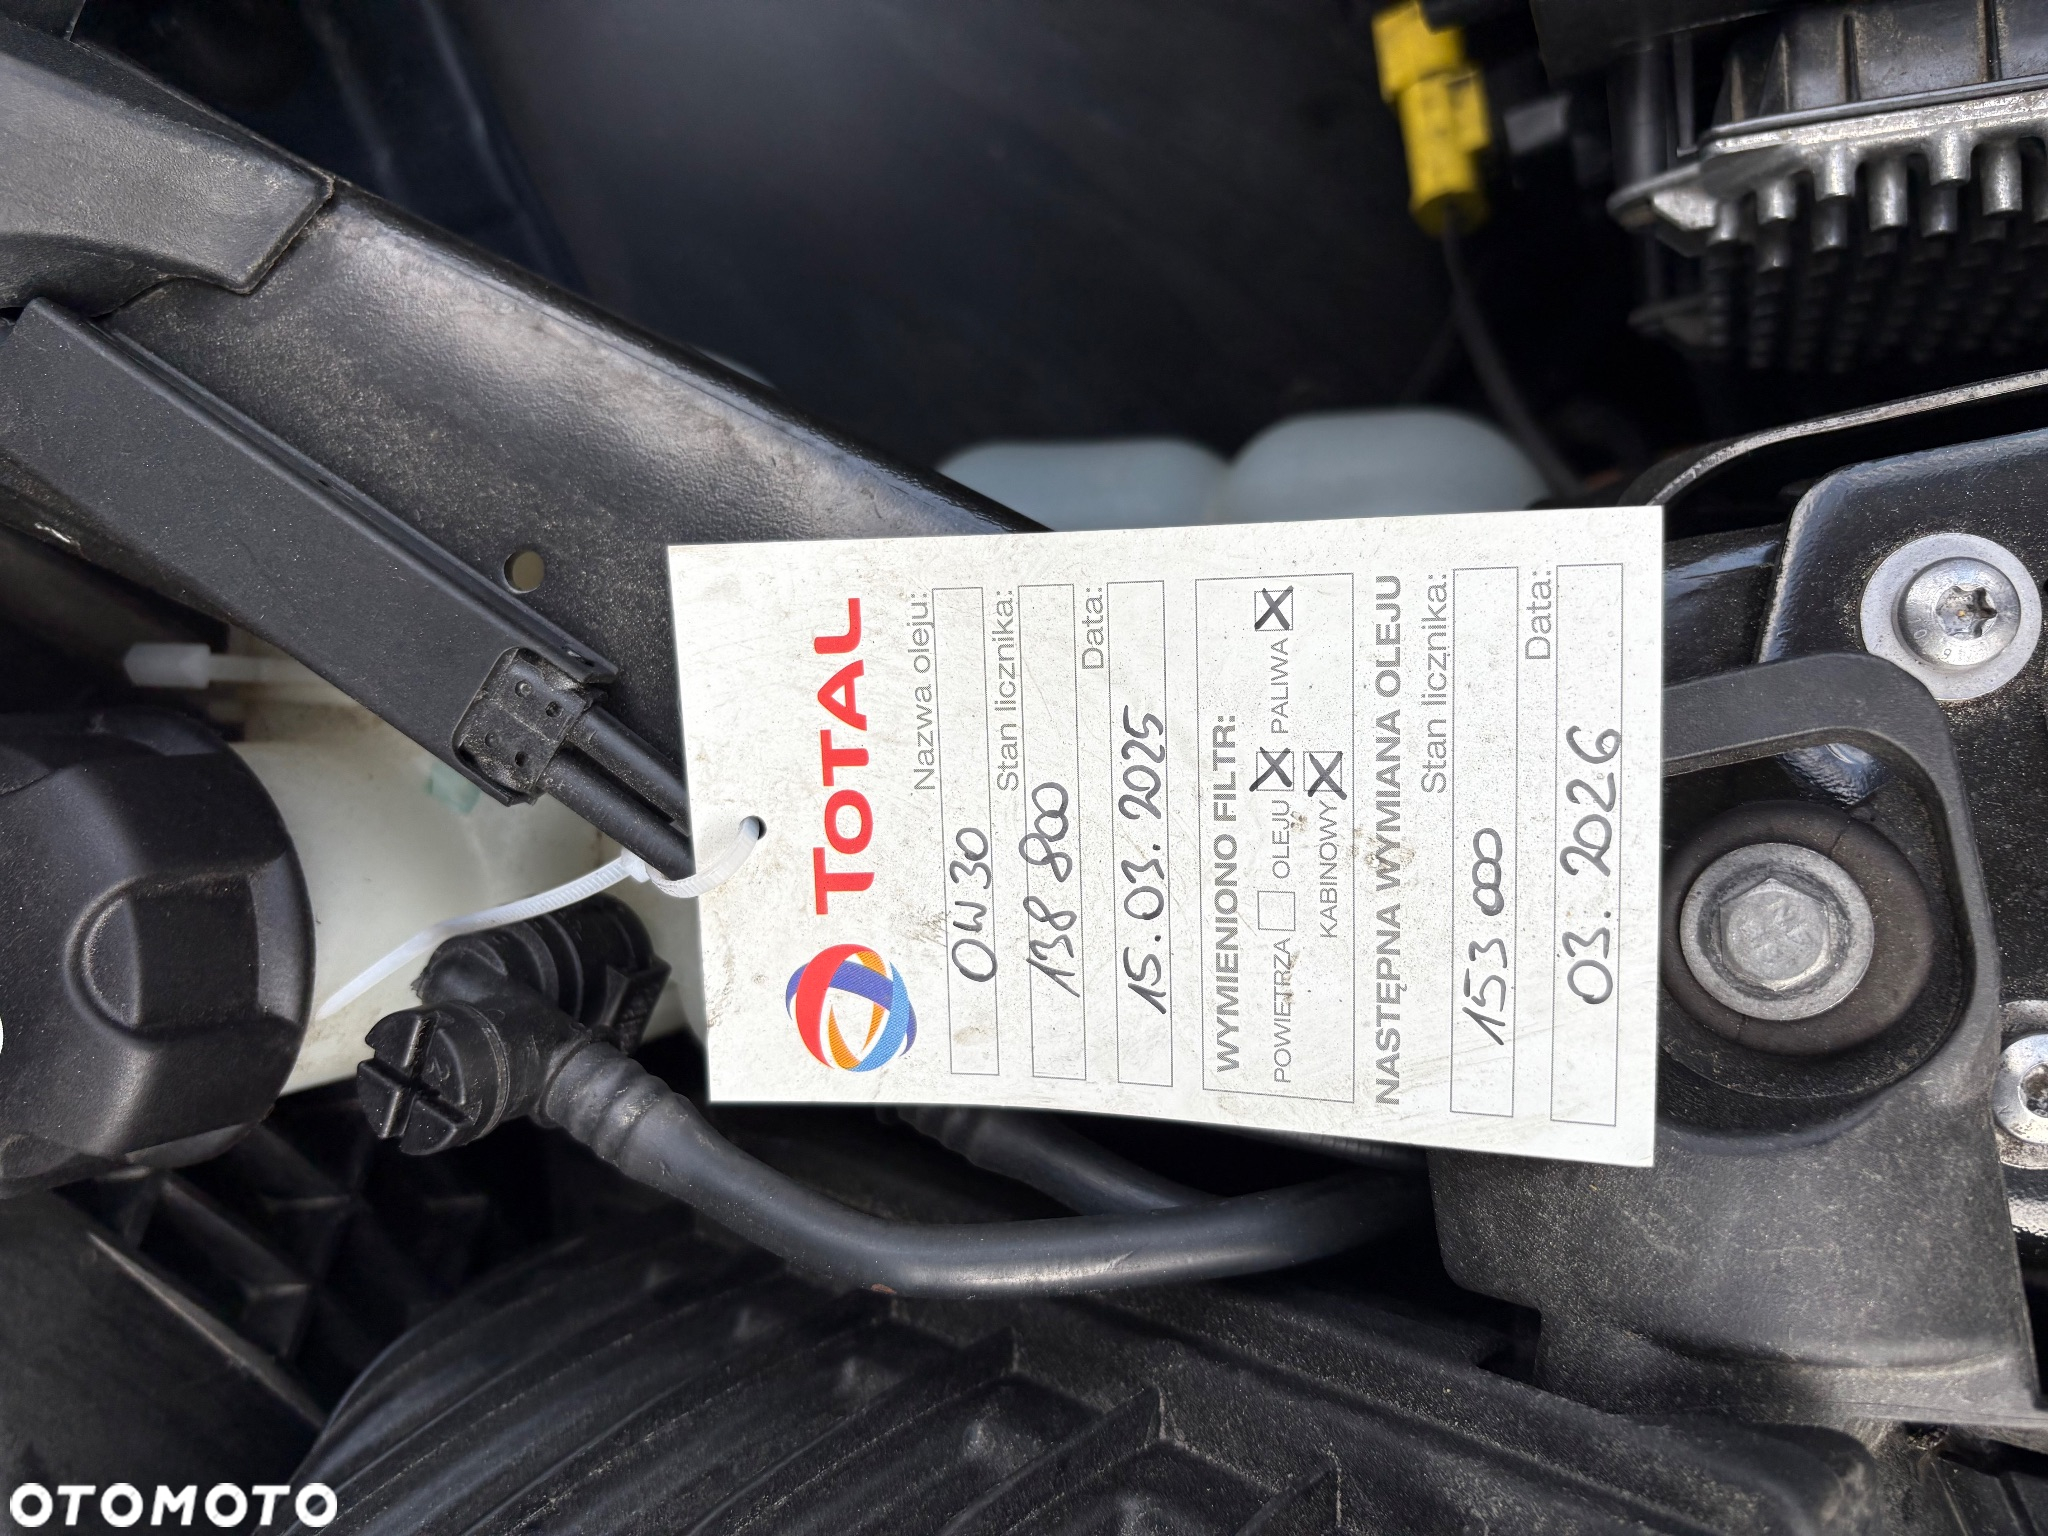 TOTAL
Nazwa oleju:
0W30
Stan licznika:
138 800
Data:
15.03.2025
WYMIENIONO FILTR:
POWIETRZA OLEJU X PALIWA X
KABINOWY X
NASTĘPNA WYMIANA OLEJU
Stan licznika:
153 000
Data:
03.2026
OTOMOTO